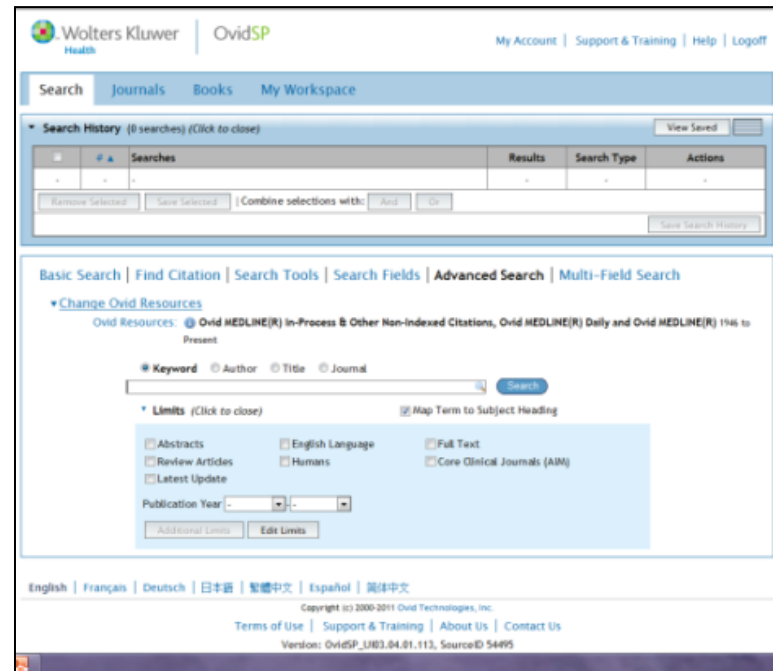 Wolters Kluwer OvidSP
Health
My Account | Support & Training | Help | Logoff
Search Journals Books My Workspace
Search History (0 searches) (Click to close) View Saved
# ▲ Searches Results Search Type Actions
- - - - - -
Remove Selected Save Selected | Combine selections with: And Or
Save Search History
Basic Search | Find Citation | Search Tools | Search Fields | Advanced Search | Multi-Field Search
Change Ovid Resources
Ovid Resources: Ovid MEDLINE(R) In-Process & Other Non-Indexed Citations, Ovid MEDLINE(R) Daily and Ovid MEDLINE(R) 1946 to
Present
Keyword Author Title Journal
Search
Limits (Click to close) Map Term to Subject Heading
Abstracts English Language Full Text
Review Articles Humans Core Clinical Journals (AIM)
Latest Update
Publication Year - - -
Additional Limits Edit Limits
English | Français | Deutsch | 日本語 | 繁體中文 | Español | 简体中文
Copyright (c) 2000-2011 Ovid Technologies, Inc.
Terms of Use | Support & Training | About Us | Contact Us
Version: OvidSP_UI03.04.01.113, SourceID 54495